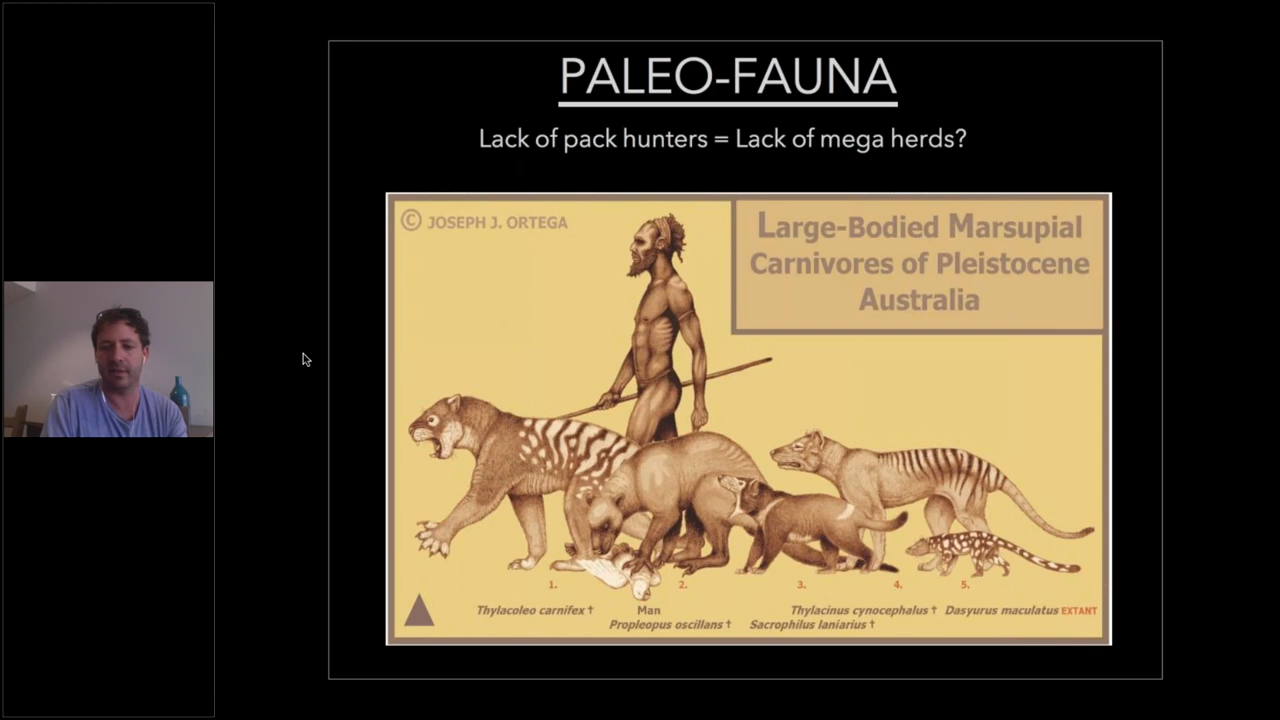 PALEO-FAUNA
Lack of pack hunters = Lack of mega herds?
© JOSEPH J. ORTEGA
Large-Bodied Marsupial
Carnivores of Pleistocene
Australia
1. 2. 3. 4. 5.
Thylacoleo carnifex † Man Thylacinus cynocephalus † Dasyurus maculatus EXTANT
Propleopus oscillans † Sacrophilus laniarius †